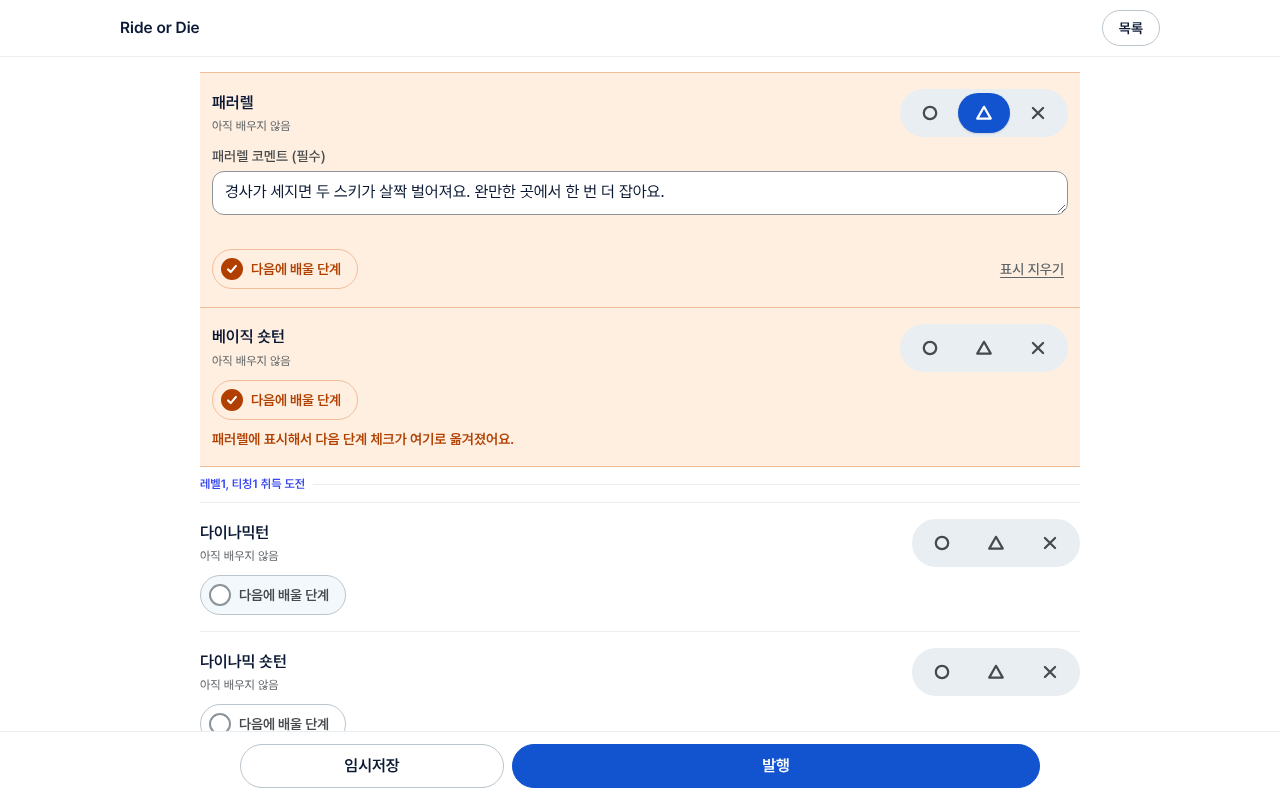 Ride or Die
목록
패러렐
아직 배우지 않음
패러렐 코멘트 (필수)
경사가 세지면 두 스키가 살짝 벌어져요. 완만한 곳에서 한 번 더 잡아요.
다음에 배울 단계
표시 지우기
베이직 숏턴
아직 배우지 않음
다음에 배울 단계
패러렐에 표시해서 다음 단계 체크가 여기로 옮겨졌어요.
레벨1, 티칭1 취득 도전
다이나믹턴
아직 배우지 않음
다음에 배울 단계
다이나믹 숏턴
아직 배우지 않음
다음에 배울 단계
임시저장
발행